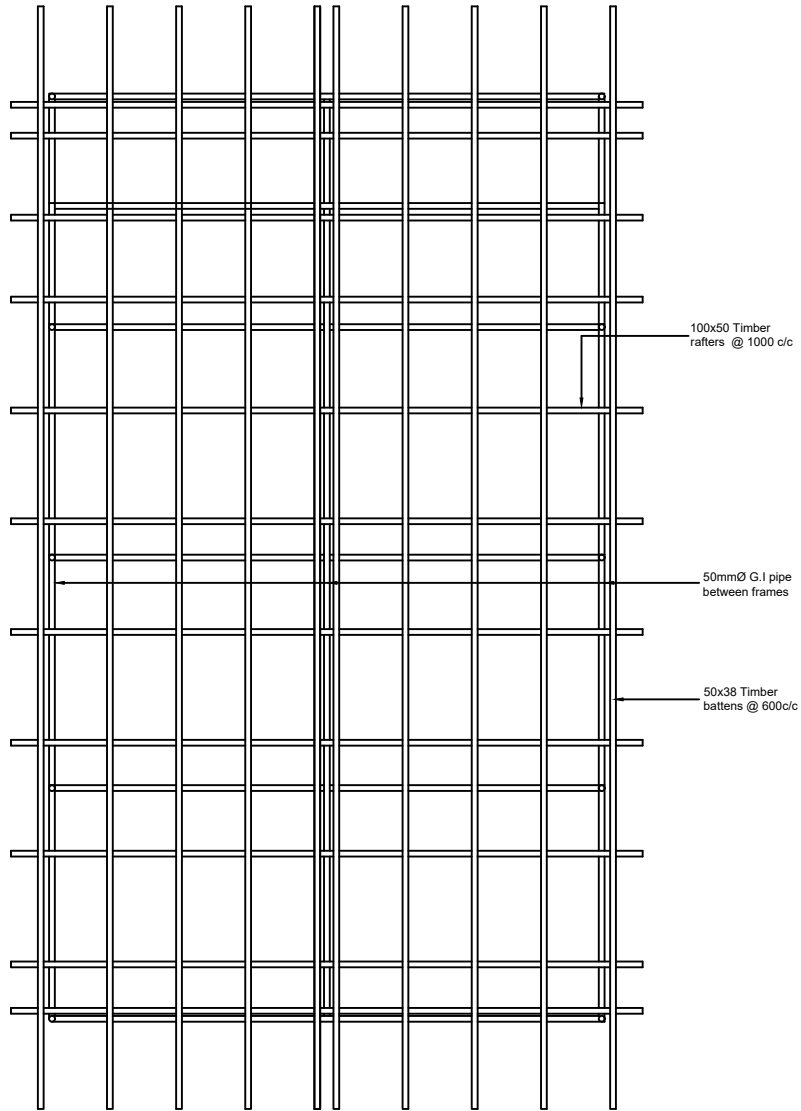 100x50 Timber
rafters @ 1000 c/c
50mmØ G.I pipe
between frames
50x38 Timber
battens @ 600c/c